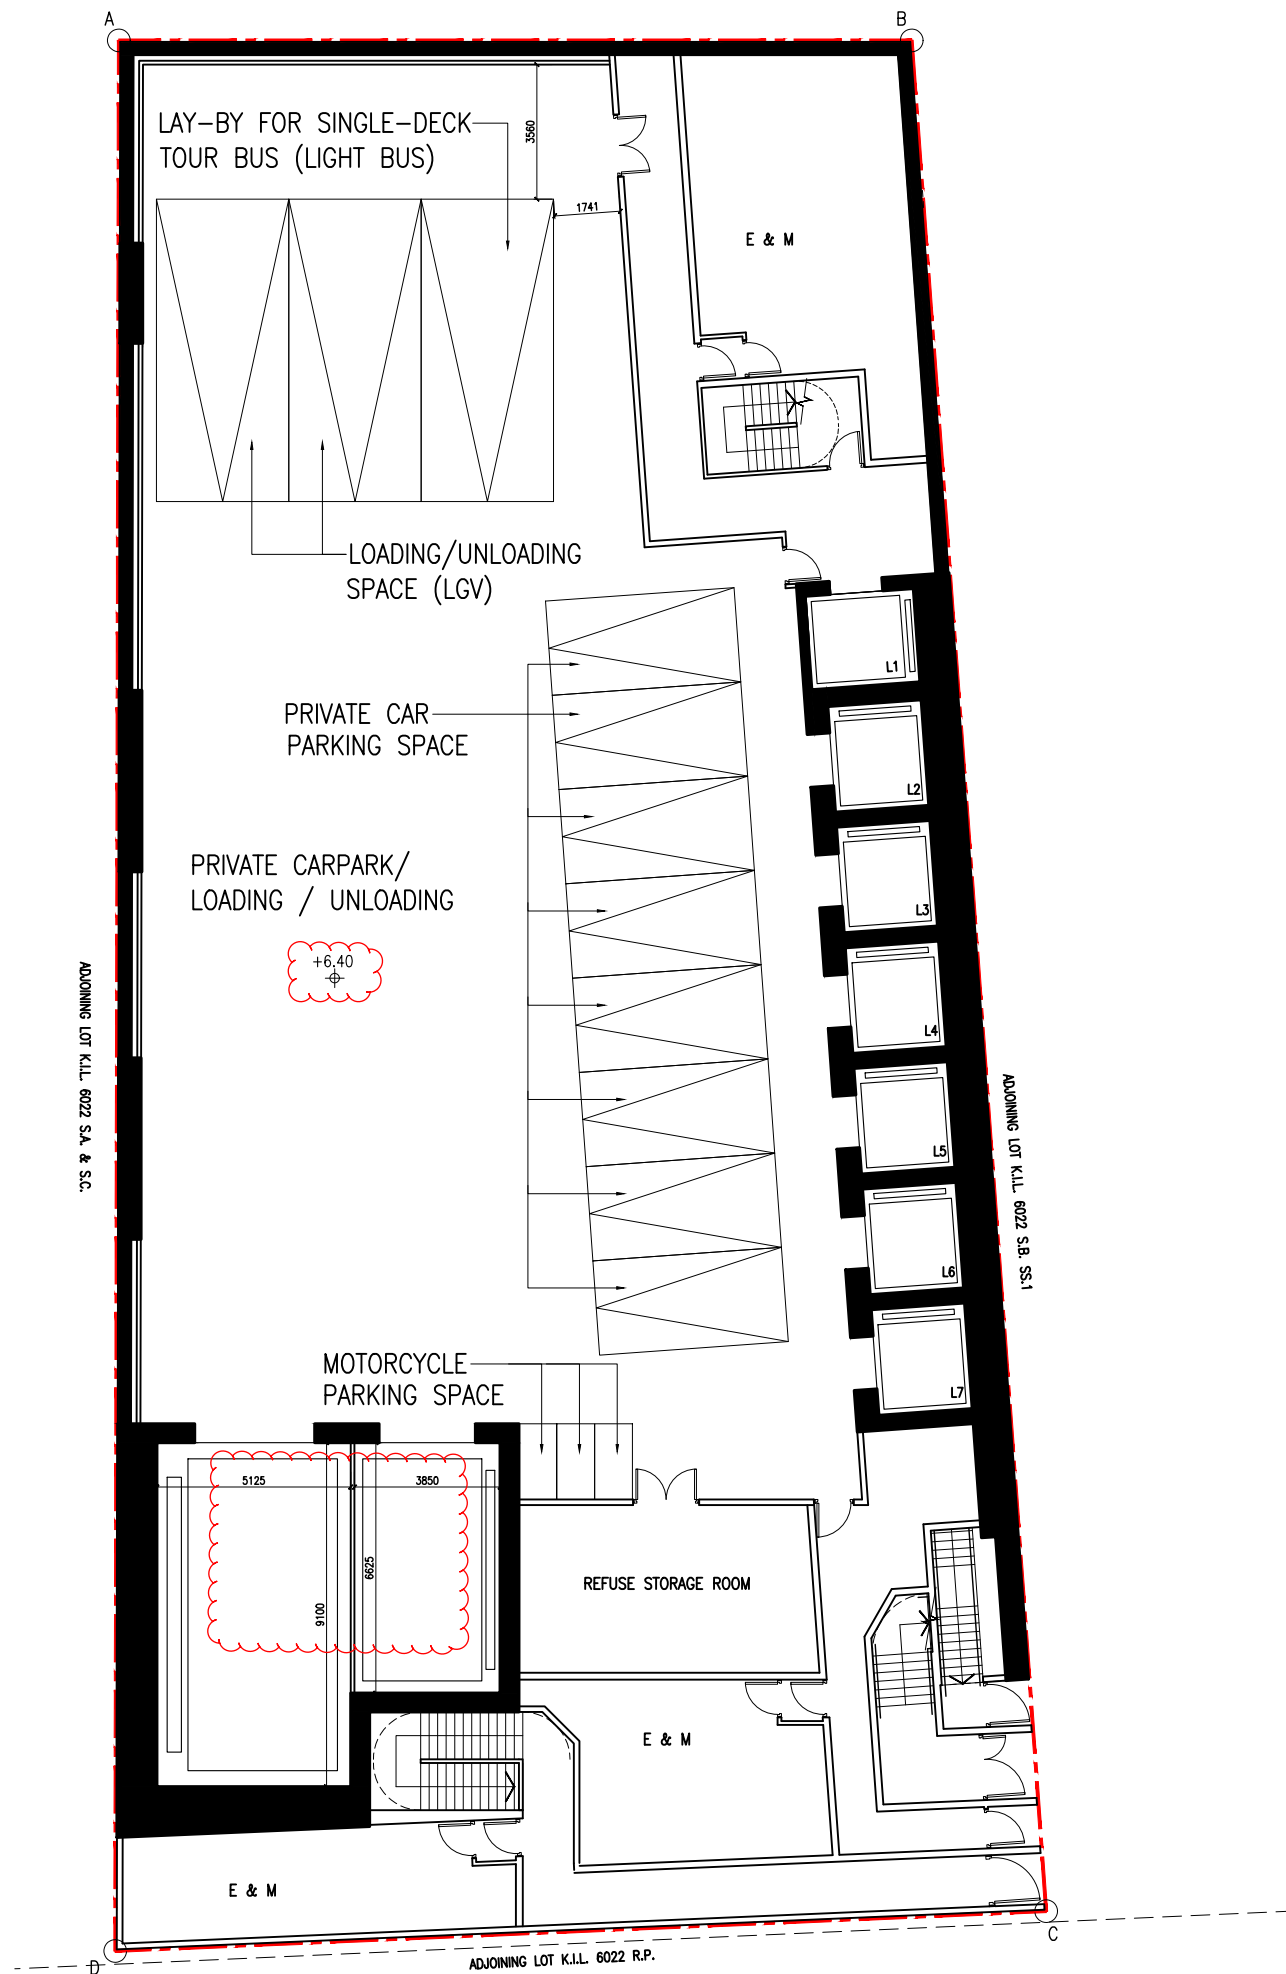 A
B
LAY-BY FOR SINGLE-DECK
TOUR BUS (LIGHT BUS)
3560
1741
E & M
LOADING/UNLOADING
SPACE (LGV)
L1
PRIVATE CAR
PARKING SPACE
L2
PRIVATE CARPARK/
LOADING / UNLOADING
L3
+6.40
L4
ADJOINING LOT K.I.L. 6022 S.A. & S.C.
L5
ADJOINING LOT K.I.L. 6022 S.B. SS.1
L6
MOTORCYCLE
PARKING SPACE
L7
5125
3850
6625
9100
REFUSE STORAGE ROOM
E & M
E & M
C
ADJOINING LOT K.I.L. 6022 R.P.
D